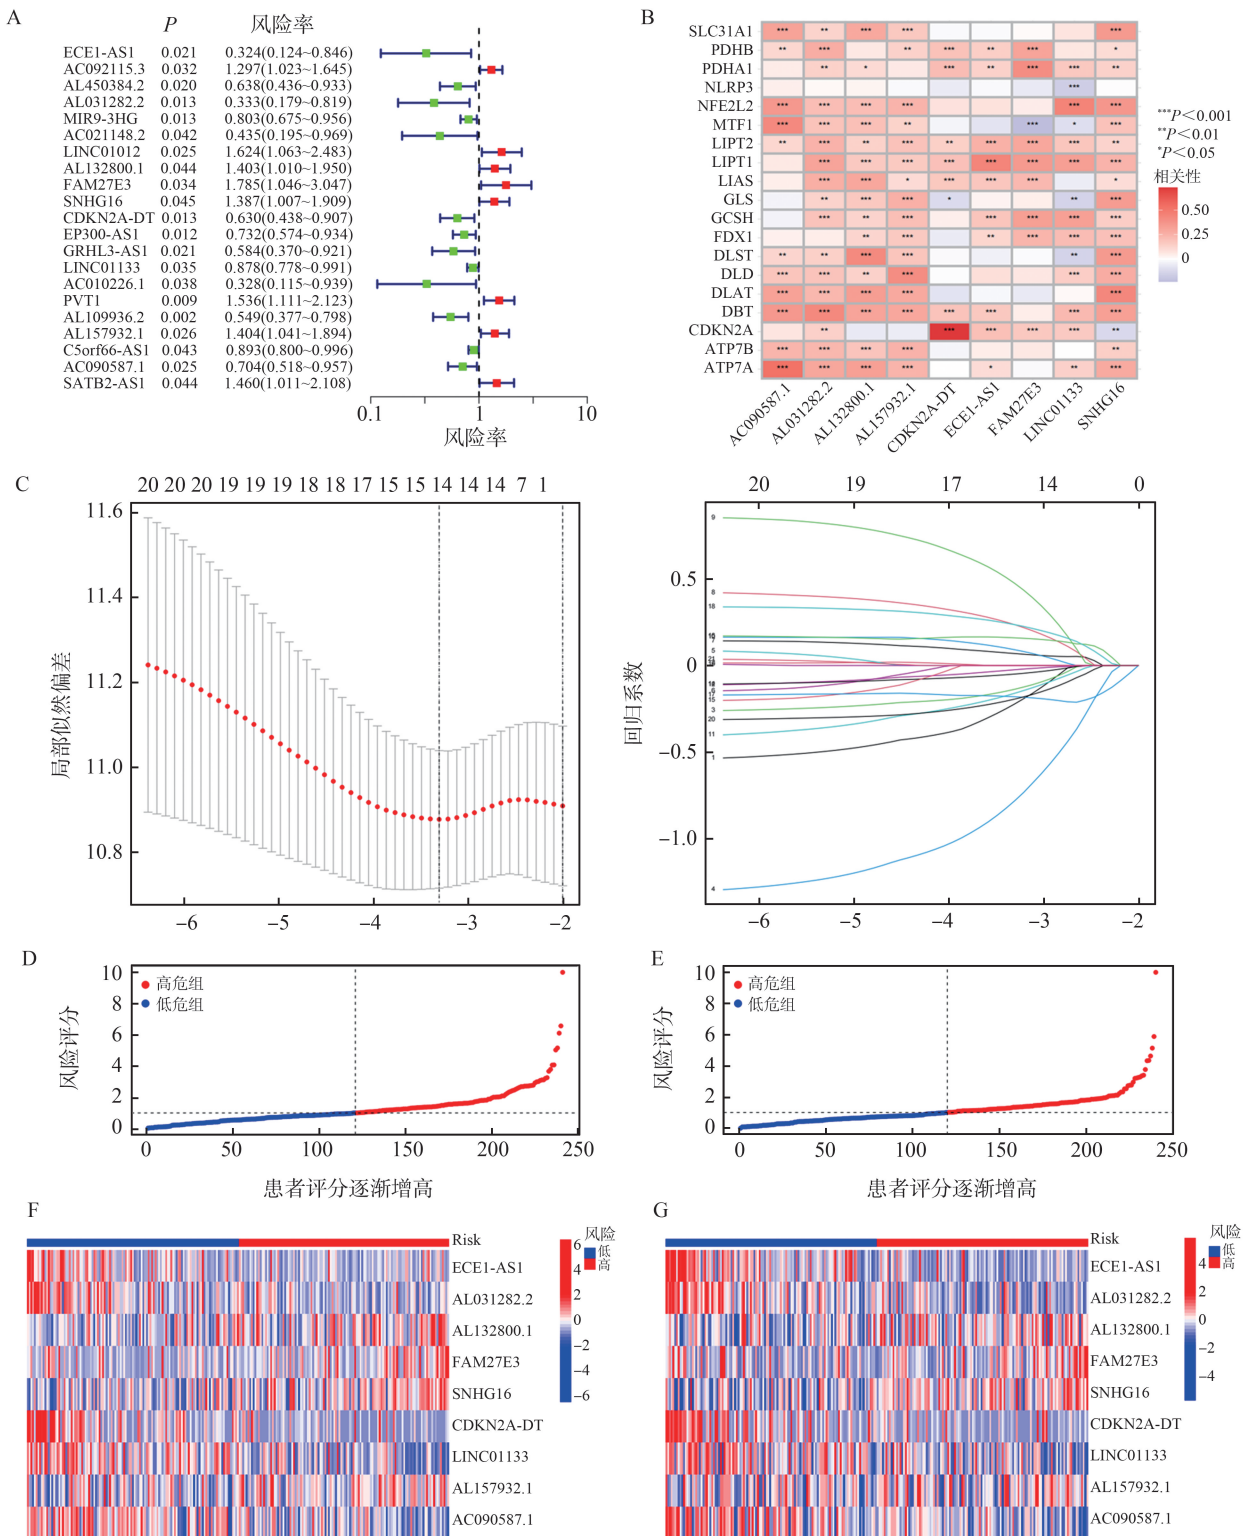 A
P 风险率
ECE1-AS1 0.021 0.324(0.124~0.846)
AC092115.3 0.032 1.297(1.023~1.645)
AL450384.2 0.020 0.638(0.436~0.933)
AL031282.2 0.013 0.333(0.179~0.819)
MIR9-3HG 0.013 0.803(0.675~0.956)
AC021148.2 0.042 0.435(0.195~0.969)
LINC01012 0.025 1.624(1.063~2.483)
AL132800.1 0.044 1.403(1.010~1.950)
FAM27E3 0.034 1.785(1.046~3.047)
SNHG16 0.045 1.387(1.007~1.909)
CDKN2A-DT 0.013 0.630(0.438~0.907)
EP300-AS1 0.012 0.732(0.574~0.934)
GRHL3-AS1 0.021 0.584(0.370~0.921)
LINC01133 0.035 0.878(0.778~0.991)
AC010226.1 0.038 0.328(0.115~0.939)
PVT1 0.009 1.536(1.111~2.123)
AL109936.2 0.002 0.549(0.377~0.798)
AL157932.1 0.026 1.404(1.041~1.894)
C5orf66-AS1 0.043 0.893(0.800~0.996)
AC090587.1 0.025 0.704(0.518~0.957)
SATB2-AS1 0.044 1.460(1.011~2.108)
0.1 1 10
风险率
B
SLC31A1
PDHB
PDHA1
NLRP3
NFE2L2
MTF1
LIPT2
LIPT1
LIAS
GLS
GCSH
FDX1
DLST
DLD
DLAT
DBT
CDKN2A
ATP7B
ATP7A
AC090587.1 AL031282.2 AL132800.1 AL157932.1 CDKN2A-DT ECE1-AS1 FAM27E3 LINC01133 SNHG16
***P＜0.001
**P＜0.01
*P＜0.05
相关性
0.50
0.25
0
C
20 20 20 19 19 19 18 18 17 15 15 14 14 14 7 1
11.6
11.4
11.2
11.0
10.8
局部似然偏差
−6 −5 −4 −3 −2
20 19 17 14 0
0.5
0
−0.5
−1.0
回归系数
−6 −5 −4 −3 −2
D
高危组
低危组
10
8
6
4
2
0
风险评分
0 50 100 150 200 250
患者评分逐渐增高
E
高危组
低危组
10
8
6
4
2
0
风险评分
0 50 100 150 200 250
患者评分逐渐增高
F
Risk
ECE1-AS1
AL031282.2
AL132800.1
FAM27E3
SNHG16
CDKN2A-DT
LINC01133
AL157932.1
AC090587.1
6
4
2
0
−2
−4
−6
风险
低
高
G
Risk
ECE1-AS1
AL031282.2
AL132800.1
FAM27E3
SNHG16
CDKN2A-DT
LINC01133
AL157932.1
AC090587.1
4
2
0
−2
−4
风险
低
高